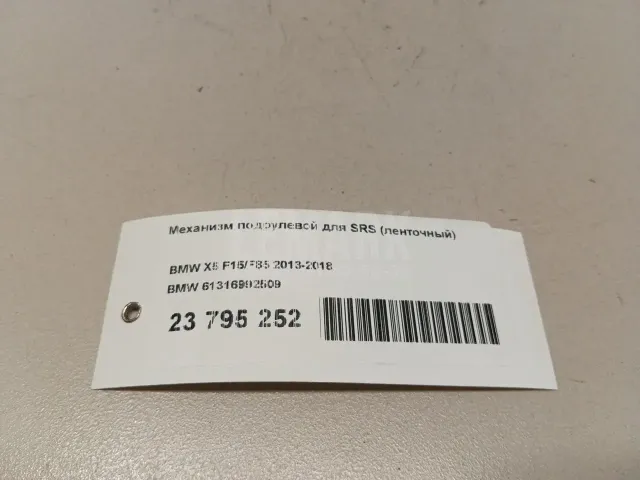 Механизм подрулевой для SRS (ленточный)
BMW X5 F15/F85 2013-2018
BMW 61316992509
23 795 252